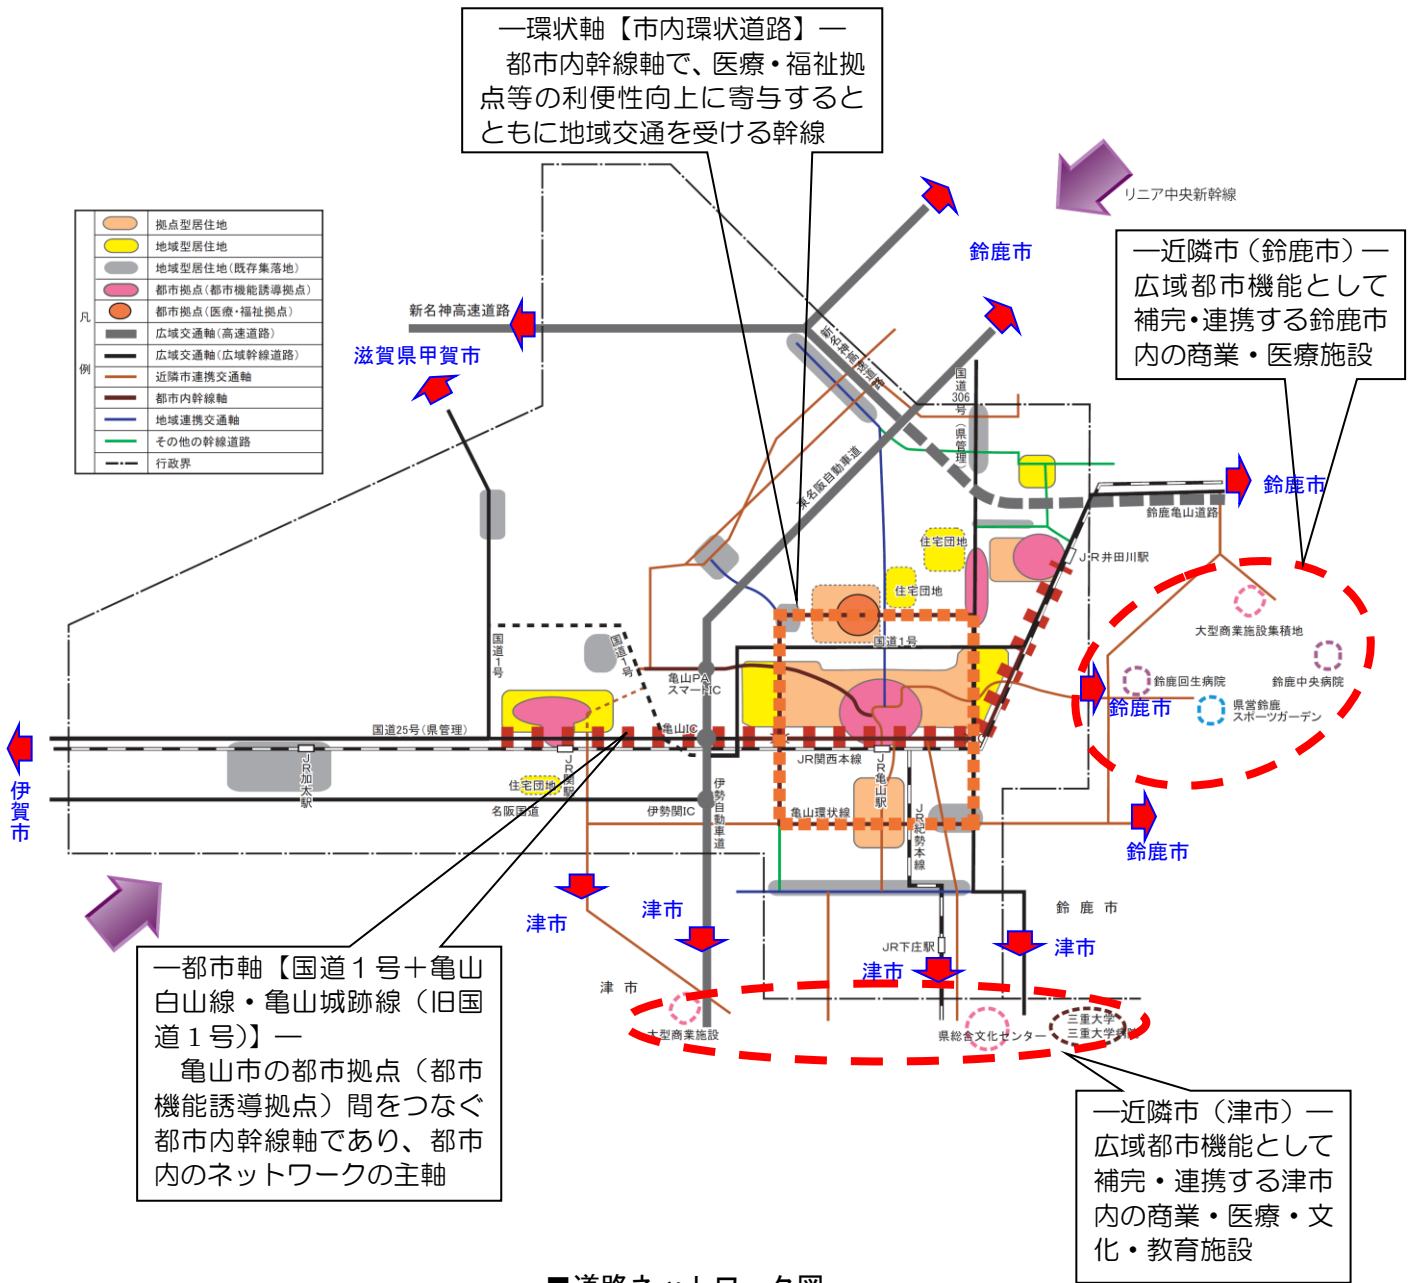 ―環状軸【市内環状道路】―
都市内幹線軸で、医療・福祉拠
点等の利便性向上に寄与すると
ともに地域交通を受ける幹線
リニア中央新幹線
鈴鹿市
―近隣市（鈴鹿市）―
広域都市機能として
補完・連携する鈴鹿市
内の商業・医療施設
凡例
拠点型居住地
地域型居住地
地域型居住地(既存集落地)
都市拠点(都市機能誘導拠点)
都市拠点(医療・福祉拠点)
広域交通軸(高速道路)
広域交通軸(広域幹線道路)
近隣市連携交通軸
都市内幹線軸
地域連携交通軸
その他の幹線道路
行政界
新名神高速道路
滋賀県甲賀市
新名神高速道路
国道306号(県管理)
東名阪自動車道
鈴鹿市
鈴鹿亀山道路
住宅団地
JR井田川駅
住宅団地
大型商業施設集積地
国道1号
国道1号
国道1号
亀山PA
スマートIC
鈴鹿回生病院
鈴鹿中央病院
鈴鹿市
県営鈴鹿
スポーツガーデン
国道25号(県管理)
亀山IC
JR関西本線
JR加太駅
JR関駅
JR亀山駅
伊賀市
住宅団地
名阪国道
伊勢関IC
伊勢自動車道
亀山環状線
JR紀勢本線
鈴鹿市
津市
津市
鈴鹿市
JR下庄駅
津市
津市
津市
大型商業施設
県総合文化センター
三重大学
三重大学病院
―都市軸【国道１号＋亀山
白山線・亀山城跡線（旧国
道１号）】―
亀山市の都市拠点（都市
機能誘導拠点）間をつなぐ
都市内幹線軸であり、都市
内のネットワークの主軸
―近隣市（津市）―
広域都市機能として
補完・連携する津市
内の商業・医療・文
化・教育施設
■道路ネットワーク図